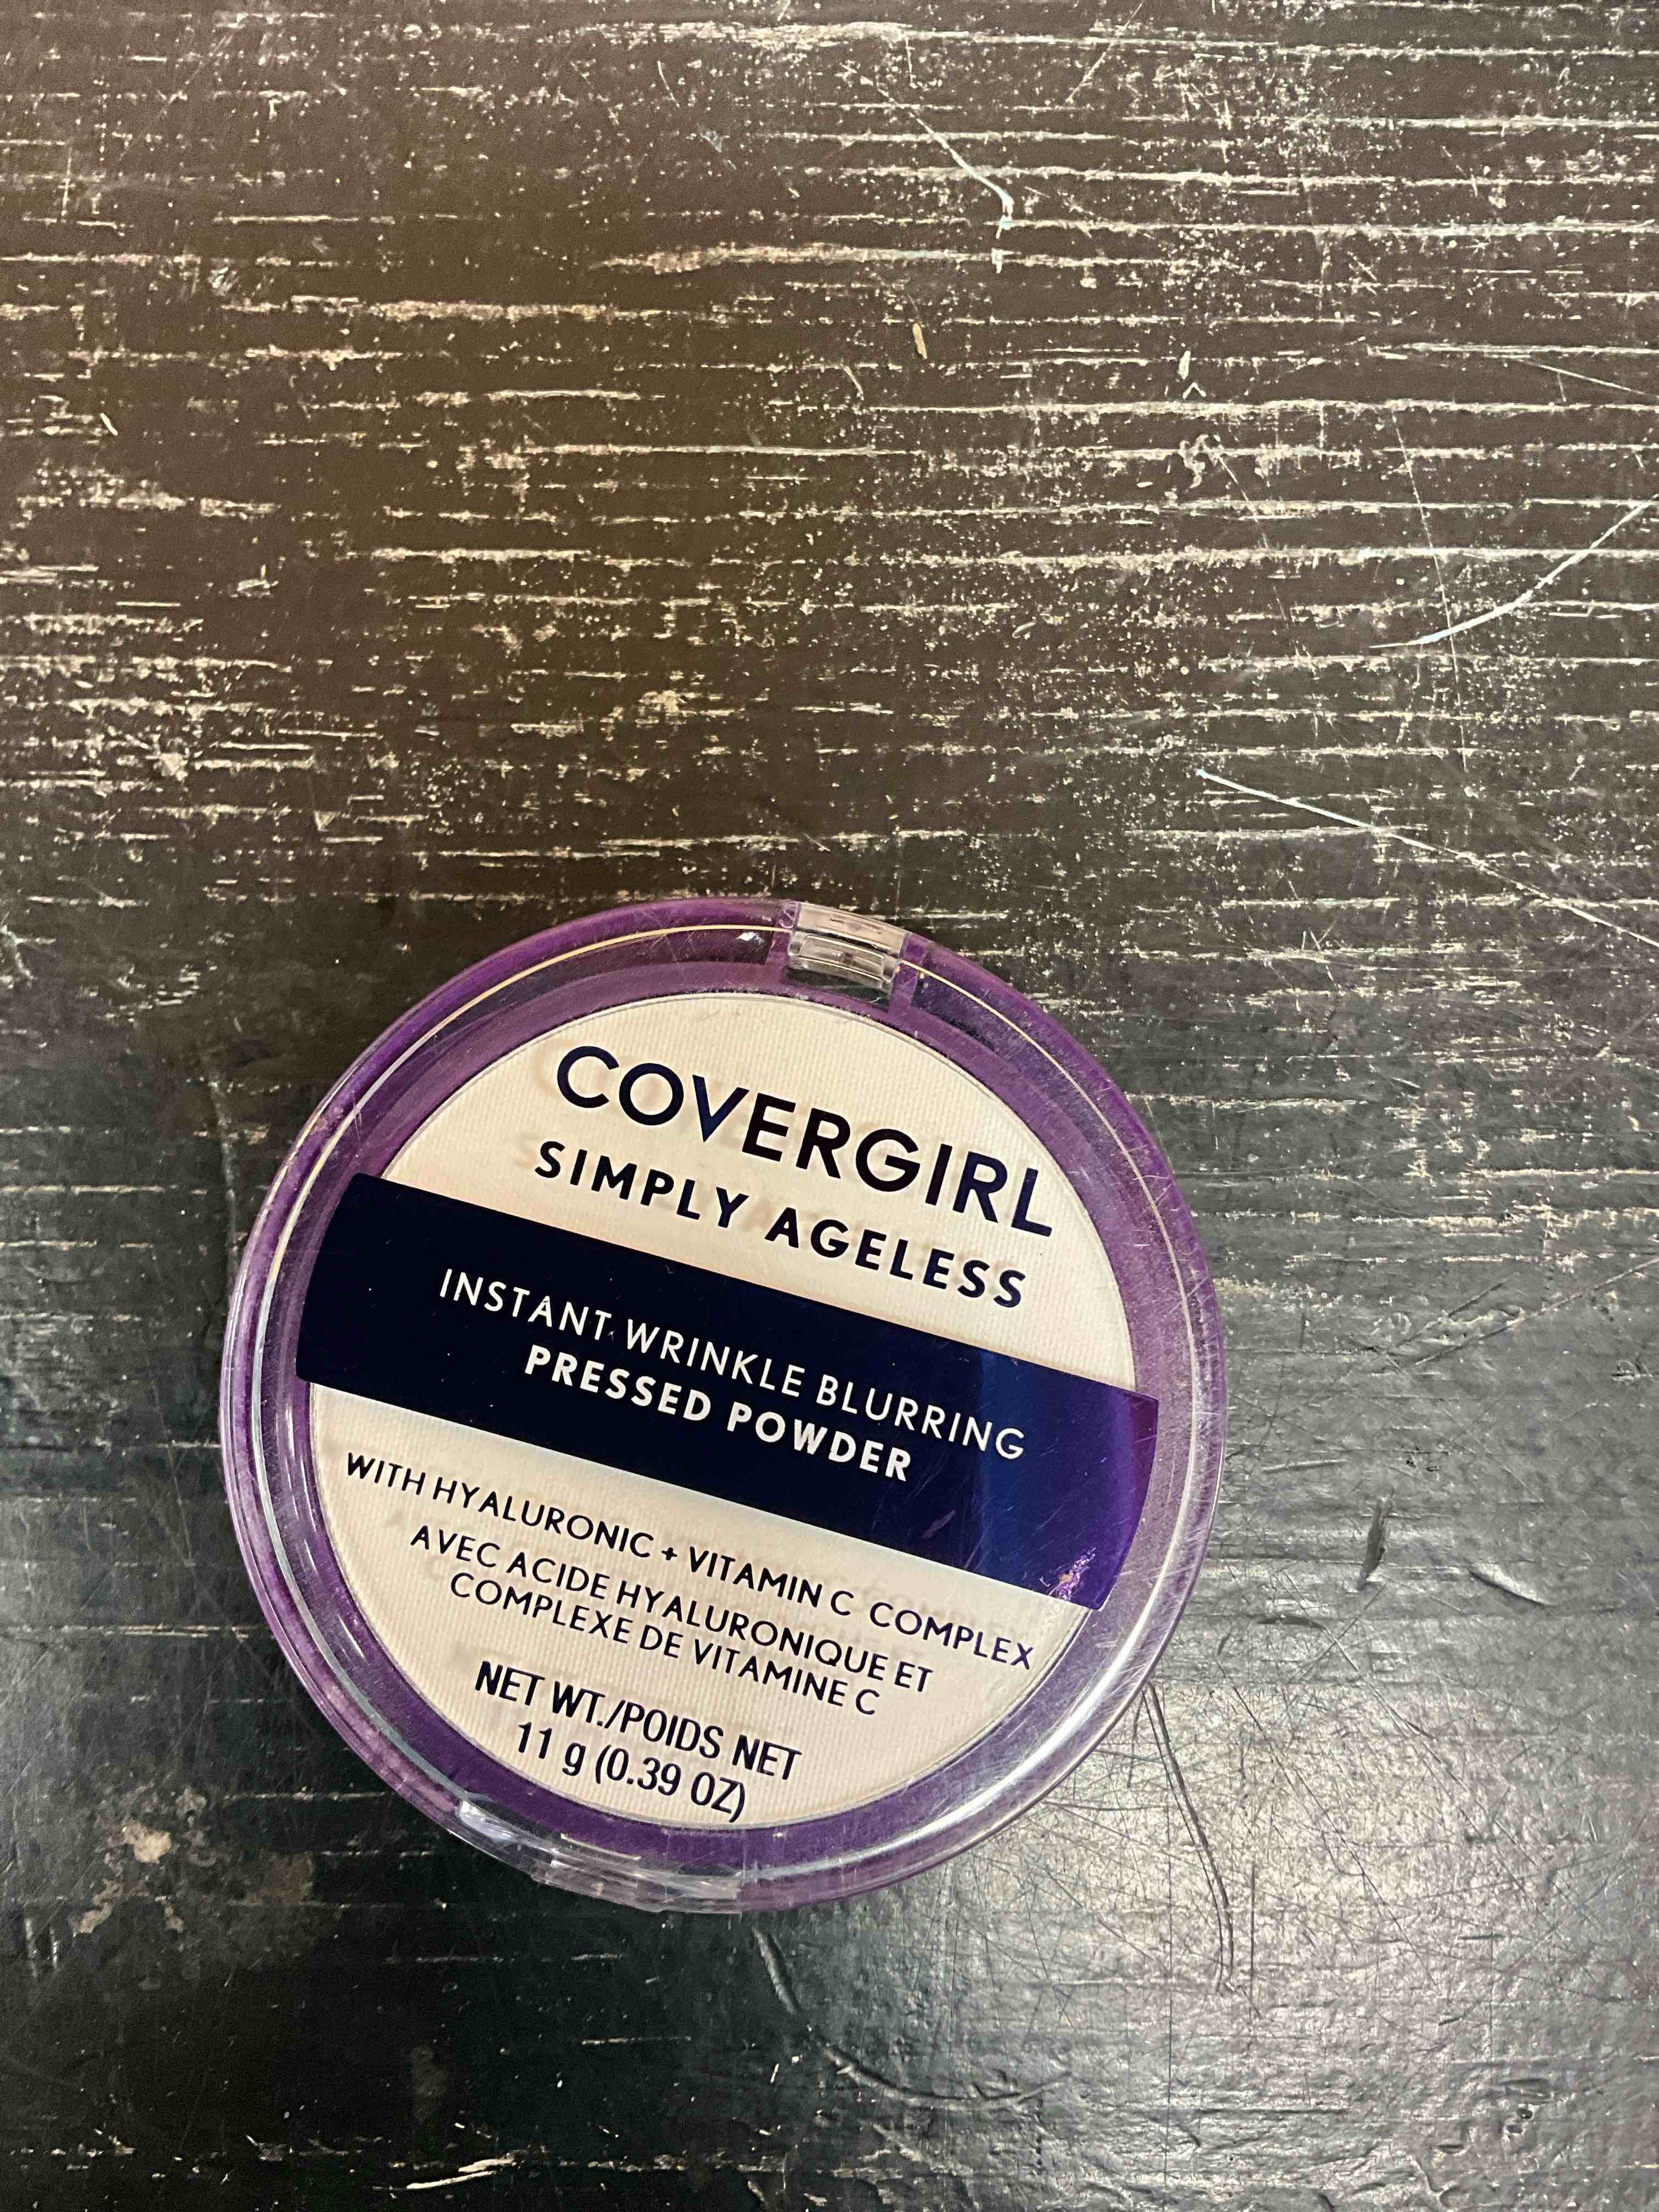 COVERGIRL
SIMPLY AGELESS
INSTANT WRINKLE BLURRING
PRESSED POWDER
WITH HYALURONIC + VITAMIN C COMPLEX
AVEC ACIDE HYALURONIQUE ET
COMPLEXE DE VITAMINE C
NET WT./POIDS NET
11 g (0.39 OZ)